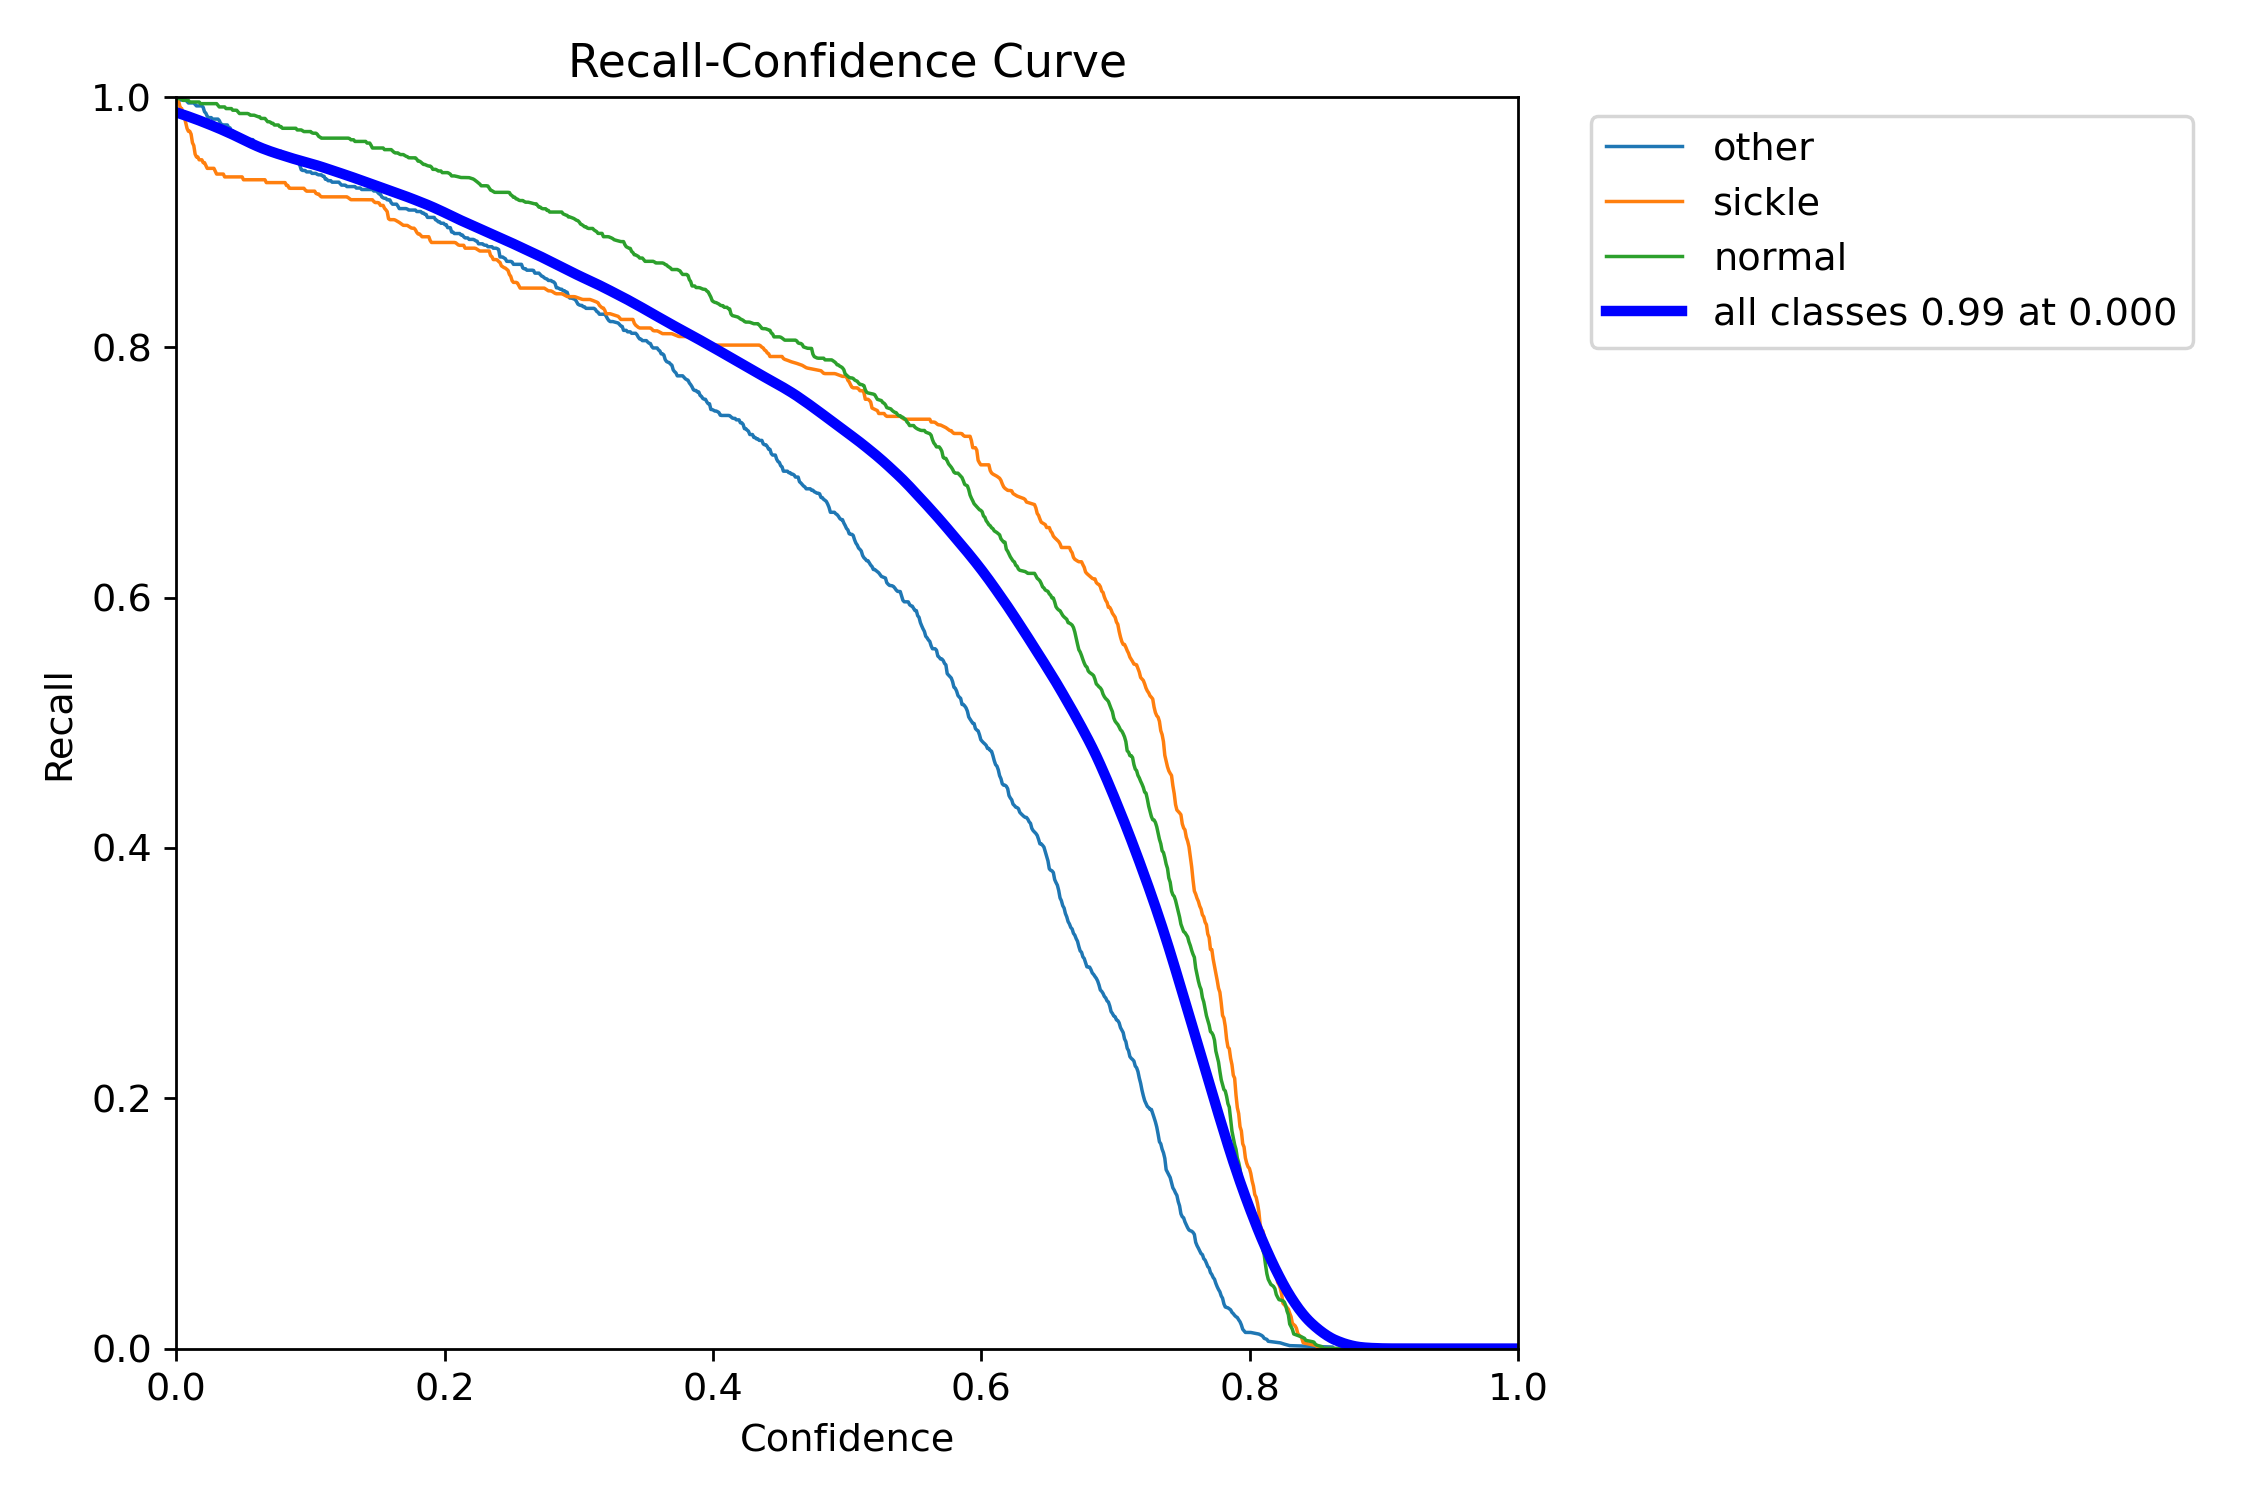 Recall-Confidence Curve
1.0
0.8
0.6
0.4
0.2
0.0
Recall
0.0 0.2 0.4 0.6 0.8 1.0
Confidence
other
sickle
normal
all classes 0.99 at 0.000